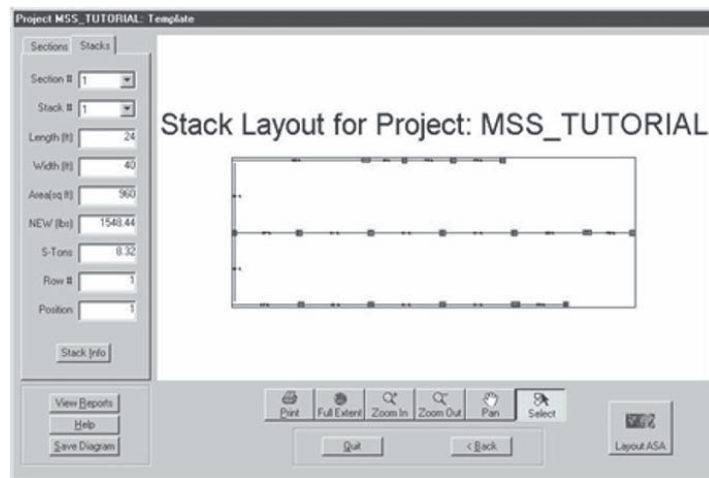 Project MSS_TUTORIAL: Template
Sections Stacks
Section # 1
Stack # 1
Length (ft) 24
Width (ft) 40
Area(sq ft) 960
NEW (lbs) 1548.44
S-Tons 8.32
Row # 1
Position 1
Stack Info
Stack Layout for Project: MSS_TUTORIAL
View Reports
Help
Save Diagram
Print Full Extent Zoom In Zoom Out Pan Select
Quit < Back
Layout ASA